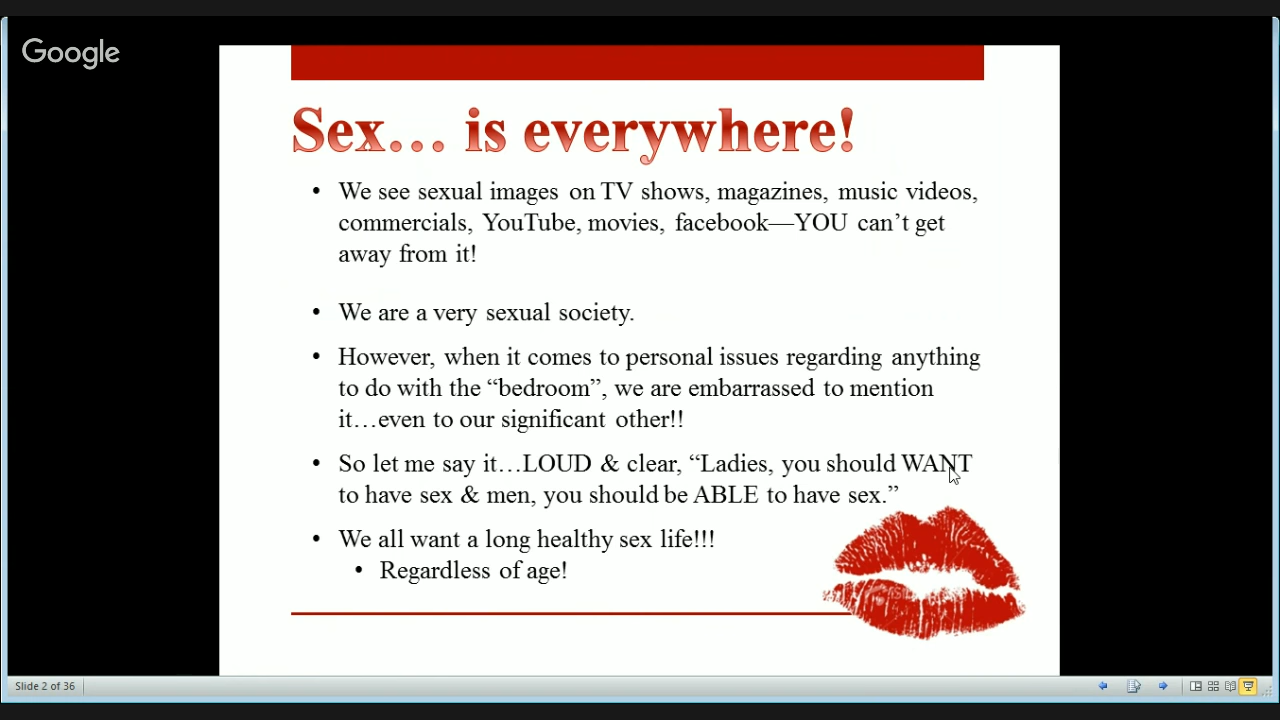 Google
Sex... is everywhere!
• We see sexual images on TV shows, magazines, music videos,
commercials, YouTube, movies, facebook—YOU can’t get
away from it!
• We are a very sexual society.
• However, when it comes to personal issues regarding anything
to do with the “bedroom”, we are embarrassed to mention
it…even to our significant other!!
• So let me say it…LOUD & clear, “Ladies, you should WANT
to have sex & men, you should be ABLE to have sex.”
• We all want a long healthy sex life!!!
• Regardless of age!
Slide 2 of 36